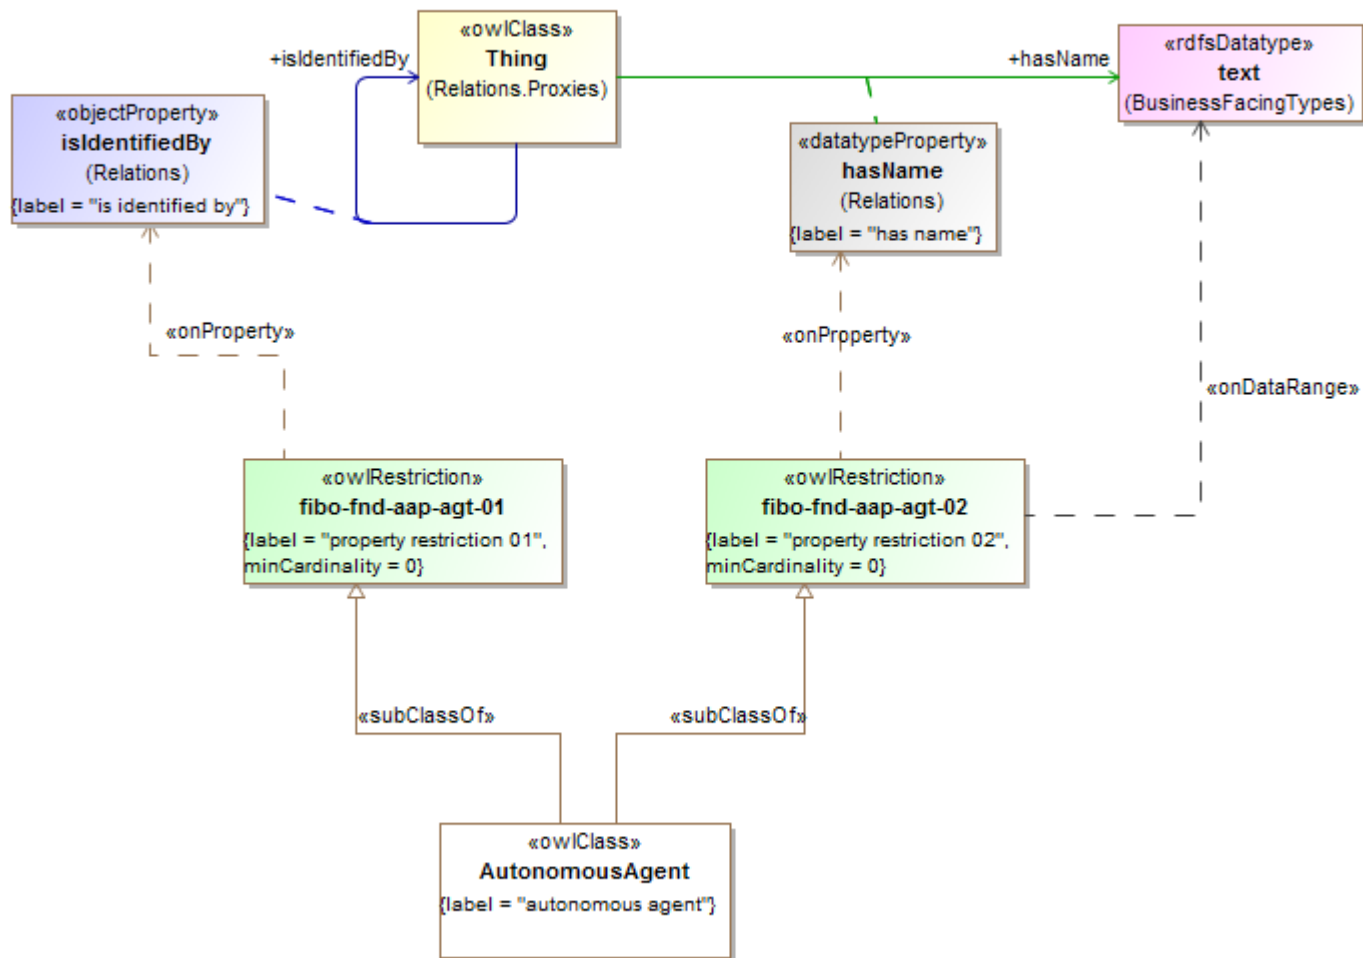 «owlClass»
Thing
(Relations.Proxies)
+isIdentifiedBy
+hasName
«rdfsDatatype»
text
(BusinessFacingTypes)
«objectProperty»
isIdentifiedBy
(Relations)
{label = "is identified by"}
«datatypeProperty»
hasName
(Relations)
{label = "has name"}
«onProperty»
«onProperty»
«onDataRange»
«owlRestriction»
fibo-fnd-aap-agt-01
{label = "property restriction 01",
minCardinality = 0}
«owlRestriction»
fibo-fnd-aap-agt-02
{label = "property restriction 02",
minCardinality = 0}
«subClassOf»
«subClassOf»
«owlClass»
AutonomousAgent
{label = "autonomous agent"}